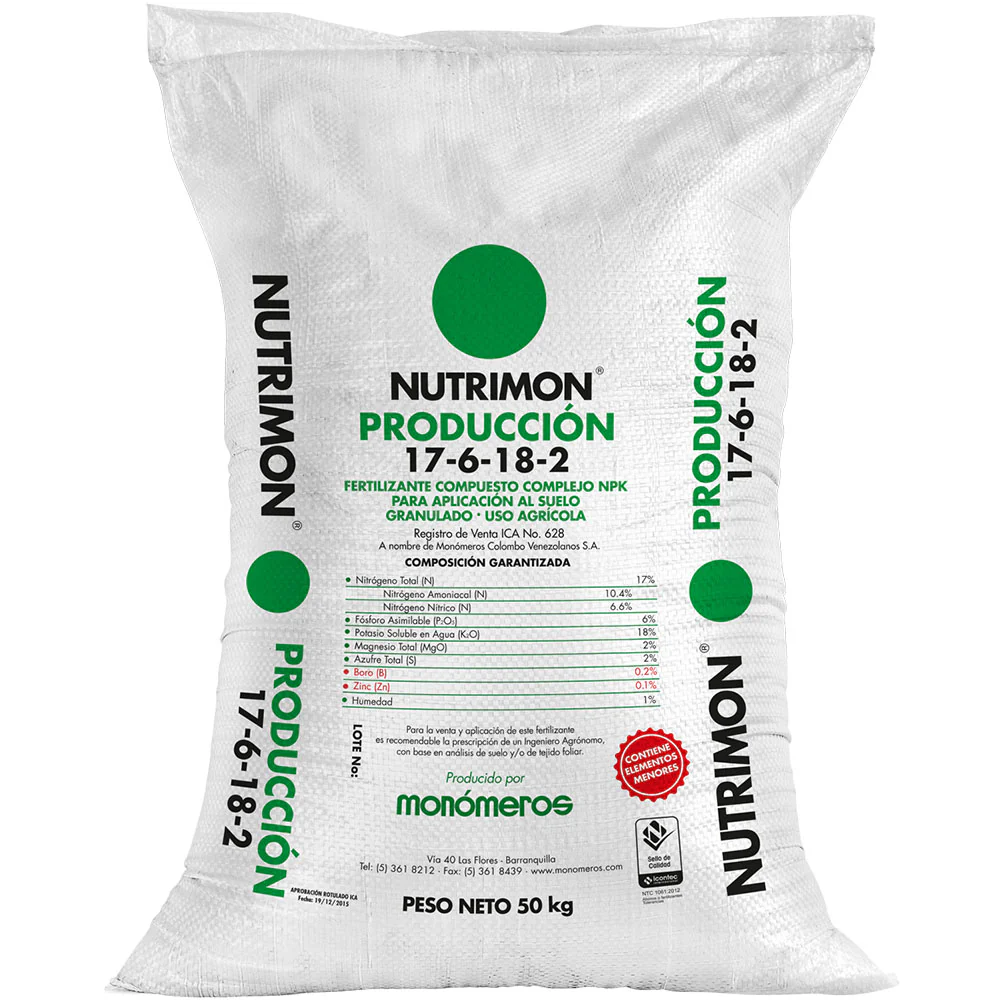 NUTRIMON®
PRODUCCIÓN
17-6-18-2
FERTILIZANTE COMPUESTO COMPLEJO NPK
PARA APLICACIÓN AL SUELO
GRANULADO · USO AGRÍCOLA
Registro de Venta ICA No. 628
A nombre de Monómeros Colombo Venezolanos S.A.
COMPOSICIÓN GARANTIZADA
• Nitrógeno Total (N) 17%
Nitrógeno Amoniacal (N) 10.4%
Nitrógeno Nítrico (N) 6.6%
• Fósforo Asimilable (P₂O₅) 6%
• Potasio Soluble en Agua (K₂O) 18%
• Magnesio Total (MgO) 2%
• Azufre Total (S) 2%
• Boro (B) 0.2%
• Zinc (Zn) 0.1%
• Humedad 1%
LOTE No:
Para la venta y aplicación de este fertilizante
es recomendable la prescripción de un Ingeniero Agrónomo,
con base en análisis de suelo y/o de tejido foliar.
Producido por
monómeros
CONTIENE
ELEMENTOS
MENORES
Vía 40 Las Flores - Barranquilla
Tel: (5) 361 8212 - Fax: (5) 361 8439 - www.monomeros.com
PESO NETO 50 kg
Sello de
Calidad
icontec
NTC 1061:2012
APROBACIÓN ROTULADO ICA
Fecha: 19/12/2015
NUTRIMON®
PRODUCCIÓN
17-6-18-2
PRODUCCIÓN
17-6-18-2
NUTRIMON®